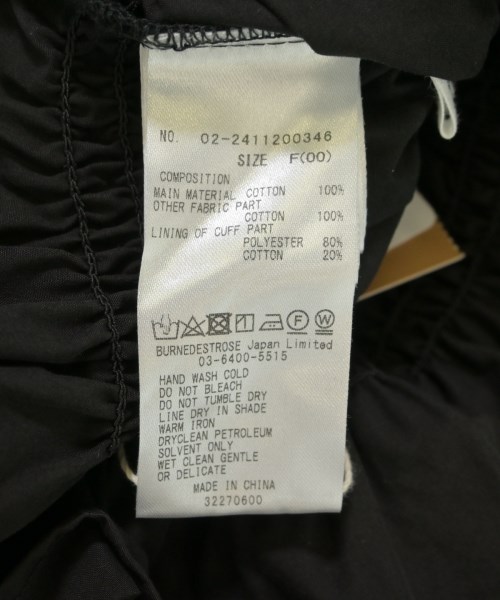 NO. 02-2411200346
SIZE F(00)
COMPOSITION
MAIN MATERIAL COTTON 100%
OTHER FABRIC PART
COTTON 100%
LINING OF CUFF PART
POLYESTER 80%
COTTON 20%
F W
BURNEDESTROSE Japan Limited
03-6400-5515
HAND WASH COLD
DO NOT BLEACH
DO NOT TUMBLE DRY
LINE DRY IN SHADE
WARM IRON
DRYCLEAN PETROLEUM
SOLVENT ONLY
WET CLEAN GENTLE
OR DELICATE
MADE IN CHINA
32270600